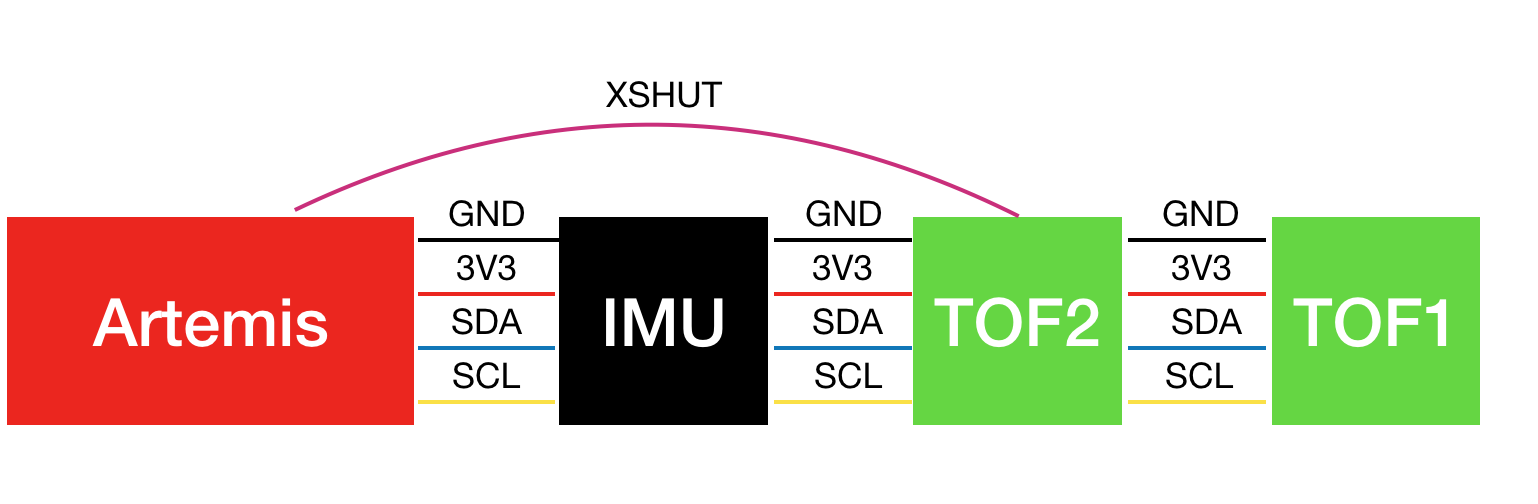 XSHUT
GND GND GND
3V3 3V3 3V3
SDA SDA SDA
Artemis IMU TOF2 TOF1
SCL SCL SCL